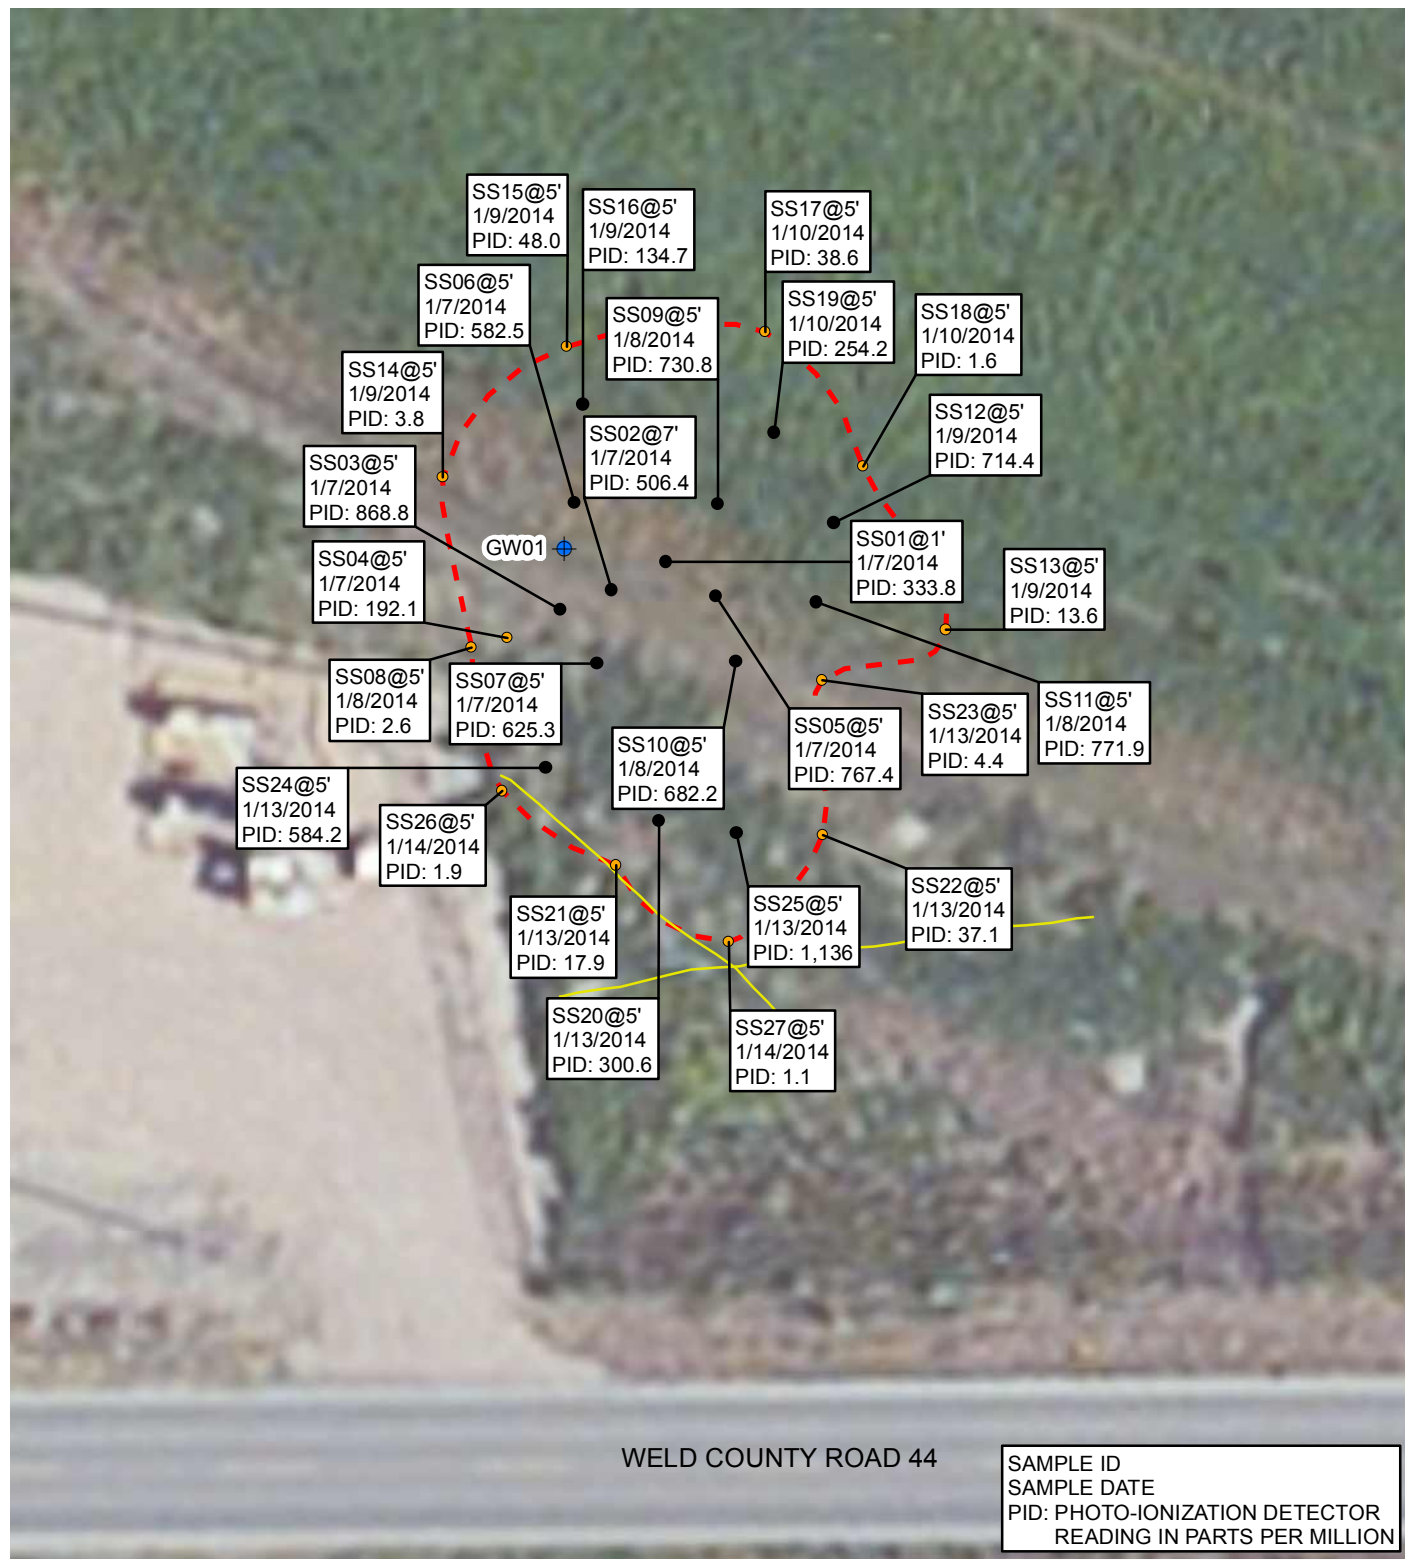 SS15@5'
1/9/2014
PID: 48.0
SS16@5'
1/9/2014
PID: 134.7
SS17@5'
1/10/2014
PID: 38.6
SS06@5'
1/7/2014
PID: 582.5
SS09@5'
1/8/2014
PID: 730.8
SS19@5'
1/10/2014
PID: 254.2
SS18@5'
1/10/2014
PID: 1.6
SS14@5'
1/9/2014
PID: 3.8
SS02@7'
1/7/2014
PID: 506.4
SS12@5'
1/9/2014
PID: 714.4
SS03@5'
1/7/2014
PID: 868.8
GW01
SS01@1'
1/7/2014
PID: 333.8
SS04@5'
1/7/2014
PID: 192.1
SS13@5'
1/9/2014
PID: 13.6
SS08@5'
1/8/2014
PID: 2.6
SS07@5'
1/7/2014
PID: 625.3
SS10@5'
1/8/2014
PID: 682.2
SS05@5'
1/7/2014
PID: 767.4
SS23@5'
1/13/2014
PID: 4.4
SS11@5'
1/8/2014
PID: 771.9
SS24@5'
1/13/2014
PID: 584.2
SS26@5'
1/14/2014
PID: 1.9
SS21@5'
1/13/2014
PID: 17.9
SS25@5'
1/13/2014
PID: 1,136
SS22@5'
1/13/2014
PID: 37.1
SS20@5'
1/13/2014
PID: 300.6
SS27@5'
1/14/2014
PID: 1.1
WELD COUNTY ROAD 44
SAMPLE ID
SAMPLE DATE
PID: PHOTO-IONIZATION DETECTOR
READING IN PARTS PER MILLION